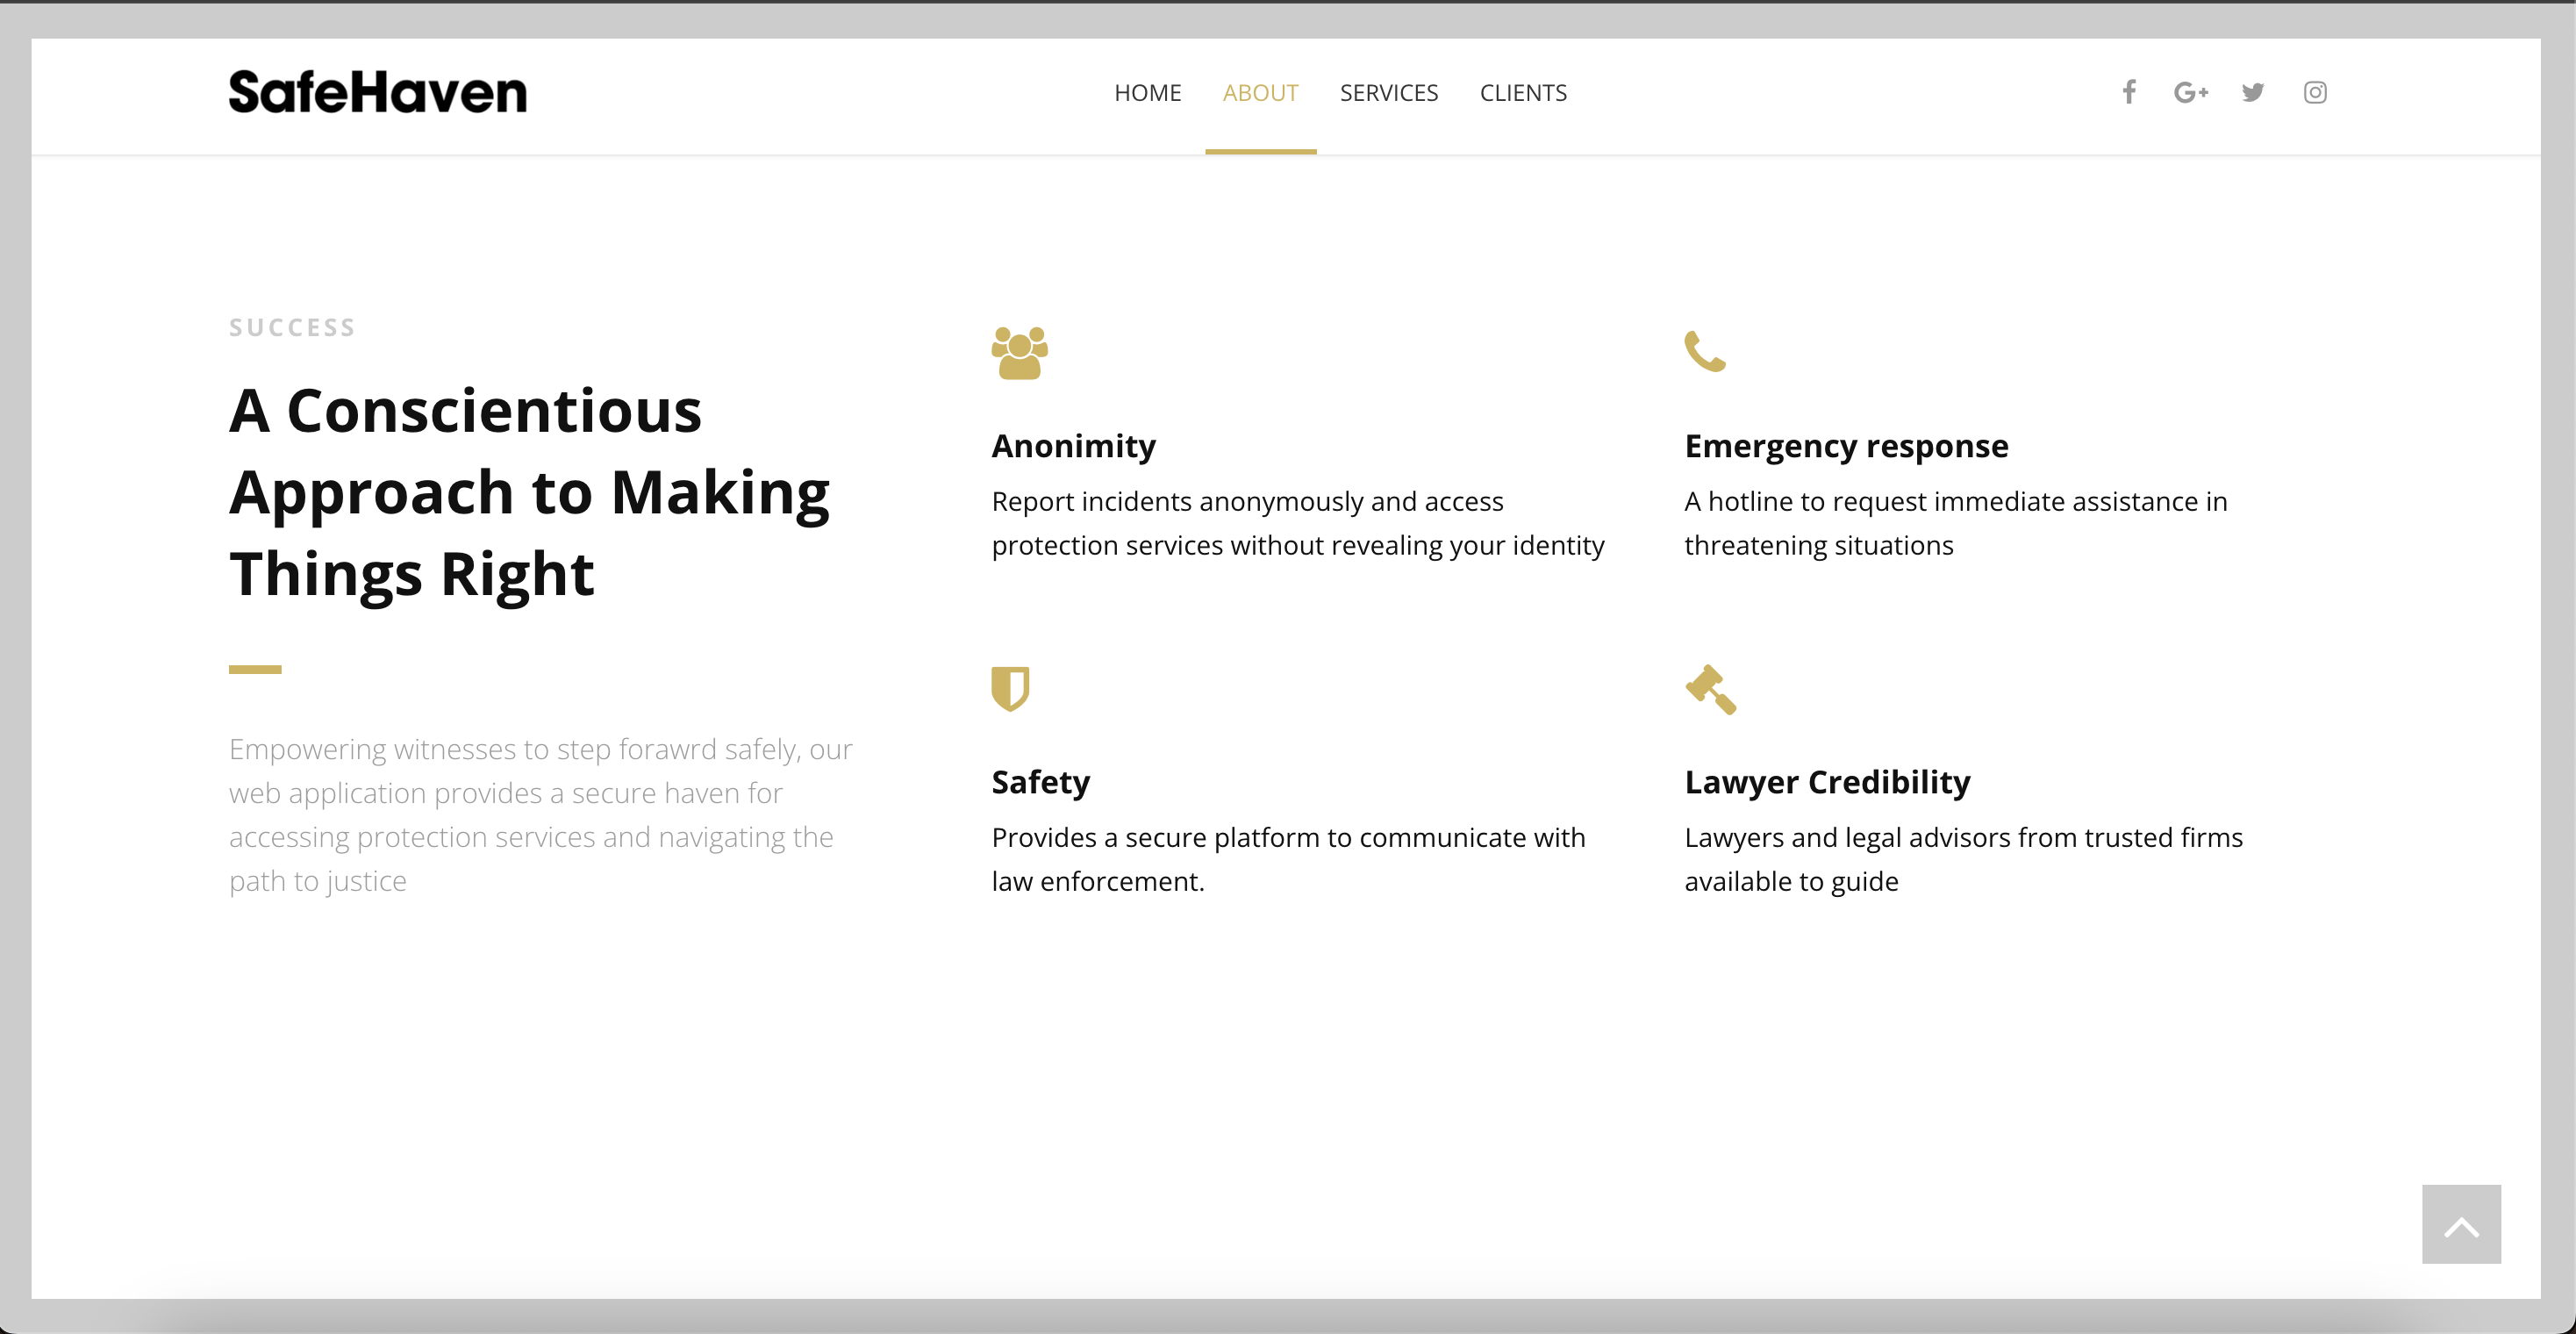 SafeHaven
HOME ABOUT SERVICES CLIENTS
SUCCESS
A Conscientious
Approach to Making
Things Right
Empowering witnesses to step forawrd safely, our
web application provides a secure haven for
accessing protection services and navigating the
path to justice
Anonimity
Report incidents anonymously and access
protection services without revealing your identity
Emergency response
A hotline to request immediate assistance in
threatening situations
Safety
Provides a secure platform to communicate with
law enforcement.
Lawyer Credibility
Lawyers and legal advisors from trusted firms
available to guide